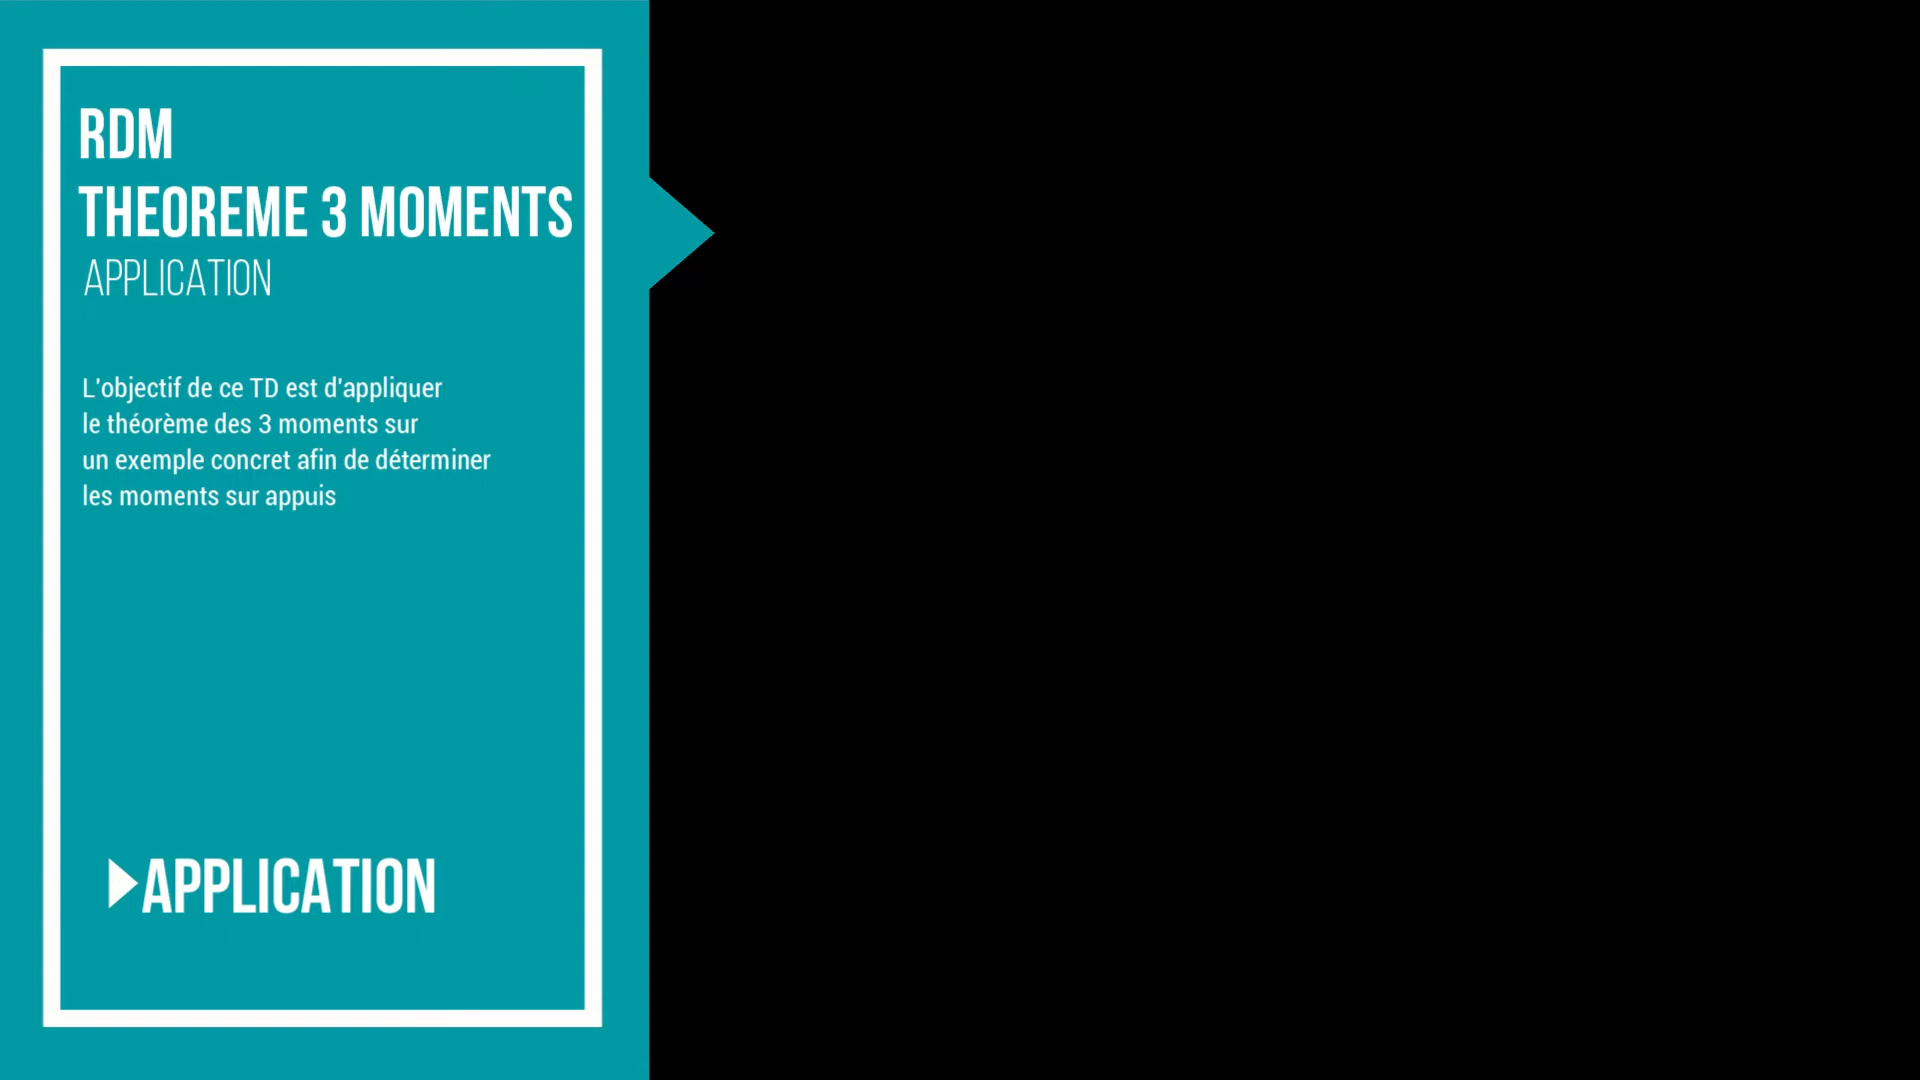 RDM
THEOREME 3 MOMENTS
APPLICATION
L'objectif de ce TD est d'appliquer
le théorème des 3 moments sur
un exemple concret afin de déterminer
les moments sur appuis
APPLICATION